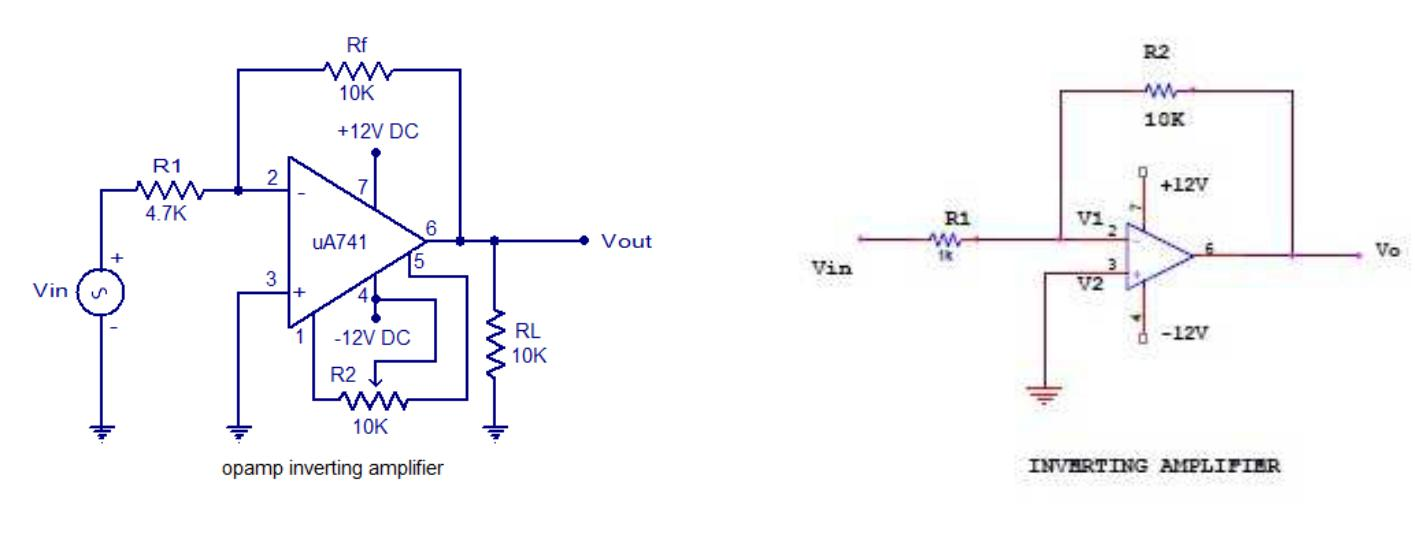 Rf
10K
+12V DC
R1
4.7K
2
-
7
uA741
6
Vout
5
+
Vin
S
-
3
+
4
-12V DC
1
R2
10K
RL
10K
opamp inverting amplifier
R2
10K
+12V
7
R1
1k
V1
2
-
Vin
3
+
V2
6
Vo
4
-12V
INVERTING AMPLIFIER